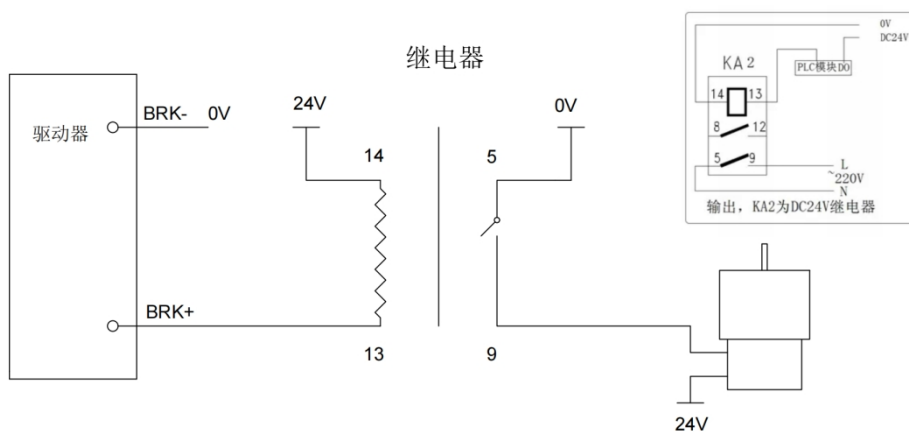 继电器
驱动器
BRK-
0V
24V
14
5
0V
BRK+
13
9
24V
0V
DC24V
KA 2
PLC模块DO
14
13
8
12
5
9
L
~220V
N
输出，KA2为DC24V继电器